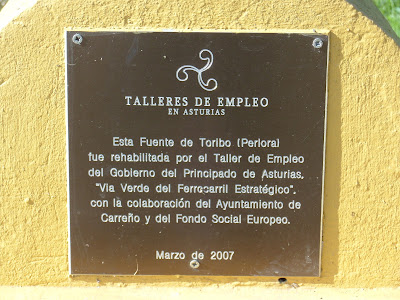 TALLERES DE EMPLEO
EN ASTURIAS
Esta Fuente de Toribo (Perlora)
fue rehabilitada por el Taller de Empleo
del Gobierno del Principado de Asturias,
"Via Verde del Ferrocarril Estratégico",
con la colaboración del Ayuntamiento de
Carreño y del Fondo Social Europeo.
Marzo de 2007